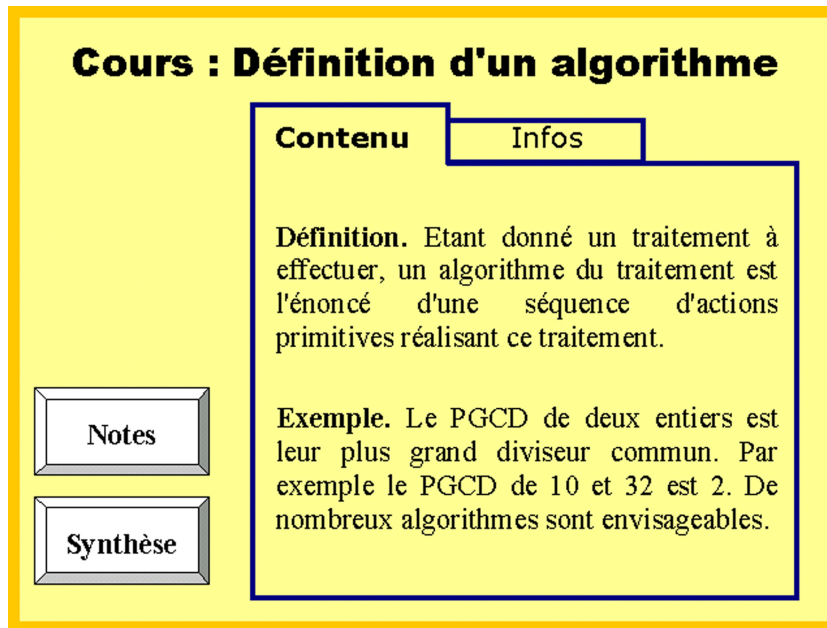 Cours : Définition d'un algorithme
Contenu
Infos
Définition. Etant donné un traitement à
effectuer, un algorithme du traitement est
l'énoncé d'une séquence d'actions
primitives réalisant ce traitement.
Exemple. Le PGCD de deux entiers est
leur plus grand diviseur commun. Par
exemple le PGCD de 10 et 32 est 2. De
nombreux algorithmes sont envisageables.
Notes
Synthèse